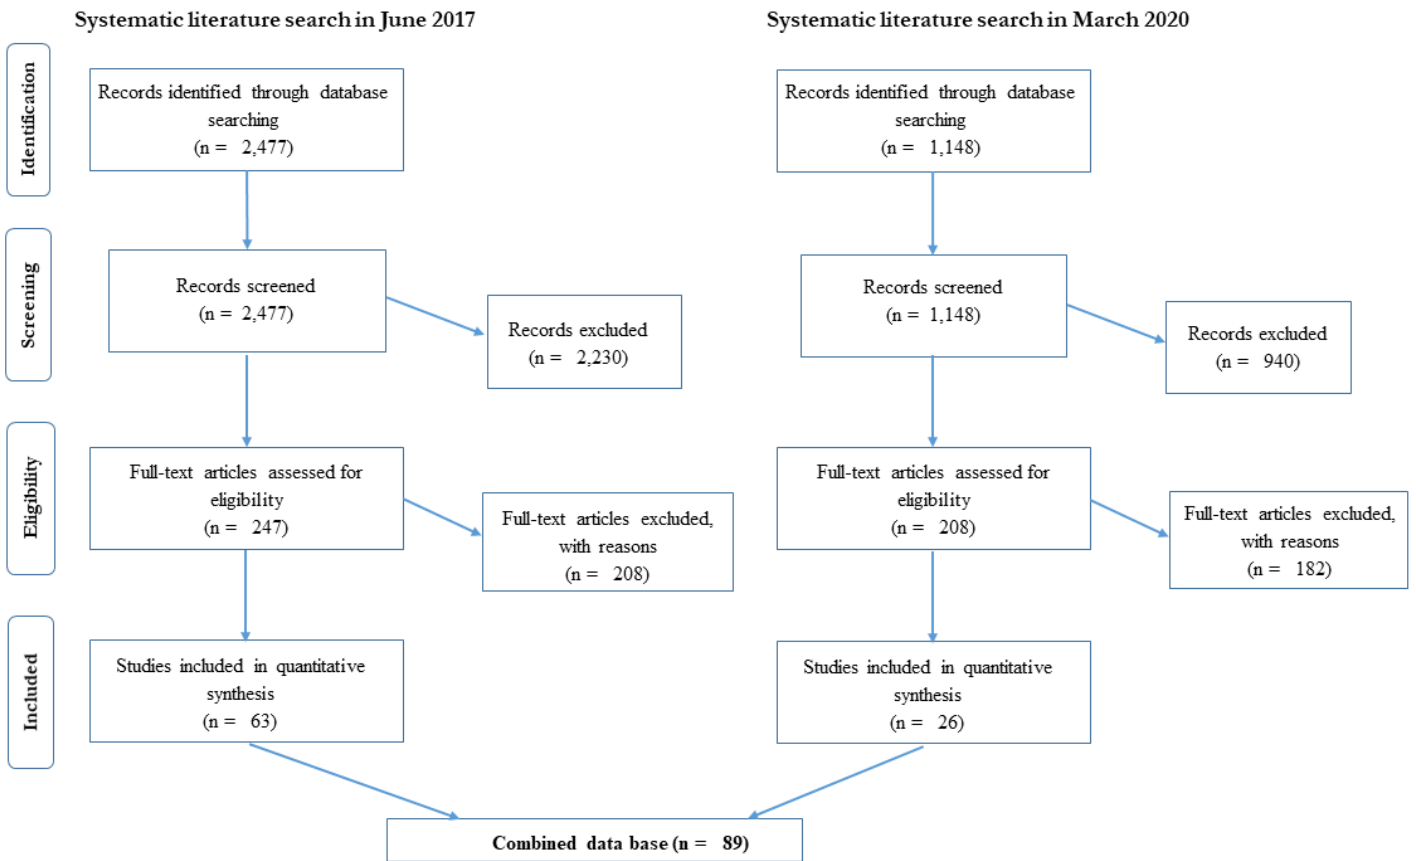 Systematic literature search in June 2017
Systematic literature search in March 2020
Identification
Records identified through database
searching
(n = 2,477)
Records identified through database
searching
(n = 1,148)
Screening
Records screened
(n = 2,477)
Records excluded
(n = 2,230)
Records screened
(n = 1,148)
Records excluded
(n = 940)
Eligibility
Full-text articles assessed for
eligibility
(n = 247)
Full-text articles excluded,
with reasons
(n = 208)
Full-text articles assessed for
eligibility
(n = 208)
Full-text articles excluded,
with reasons
(n = 182)
Included
Studies included in quantitative
synthesis
(n = 63)
Studies included in quantitative
synthesis
(n = 26)
Combined data base (n = 89)